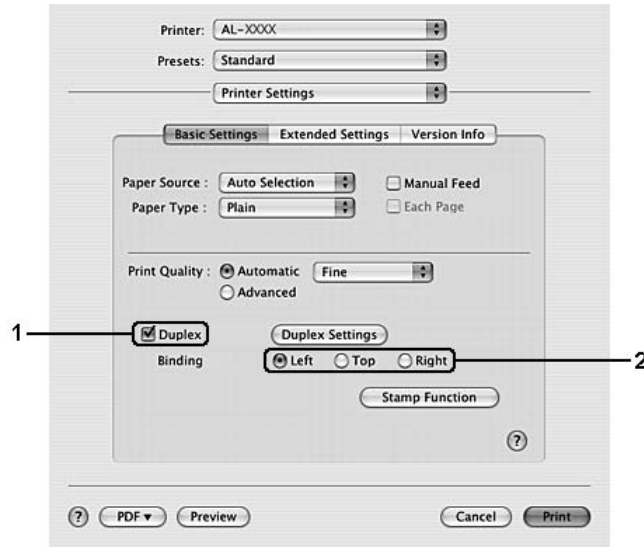 Printer: AL-XXXX
Presets: Standard
Printer Settings
Basic Settings Extended Settings Version Info
Paper Source : Auto Selection Manual Feed
Paper Type : Plain Each Page
Print Quality : Automatic Fine
Advanced
1 Duplex Duplex Settings
Binding Left Top Right 2
Stamp Function
?
? PDF ▼ Preview Cancel Print